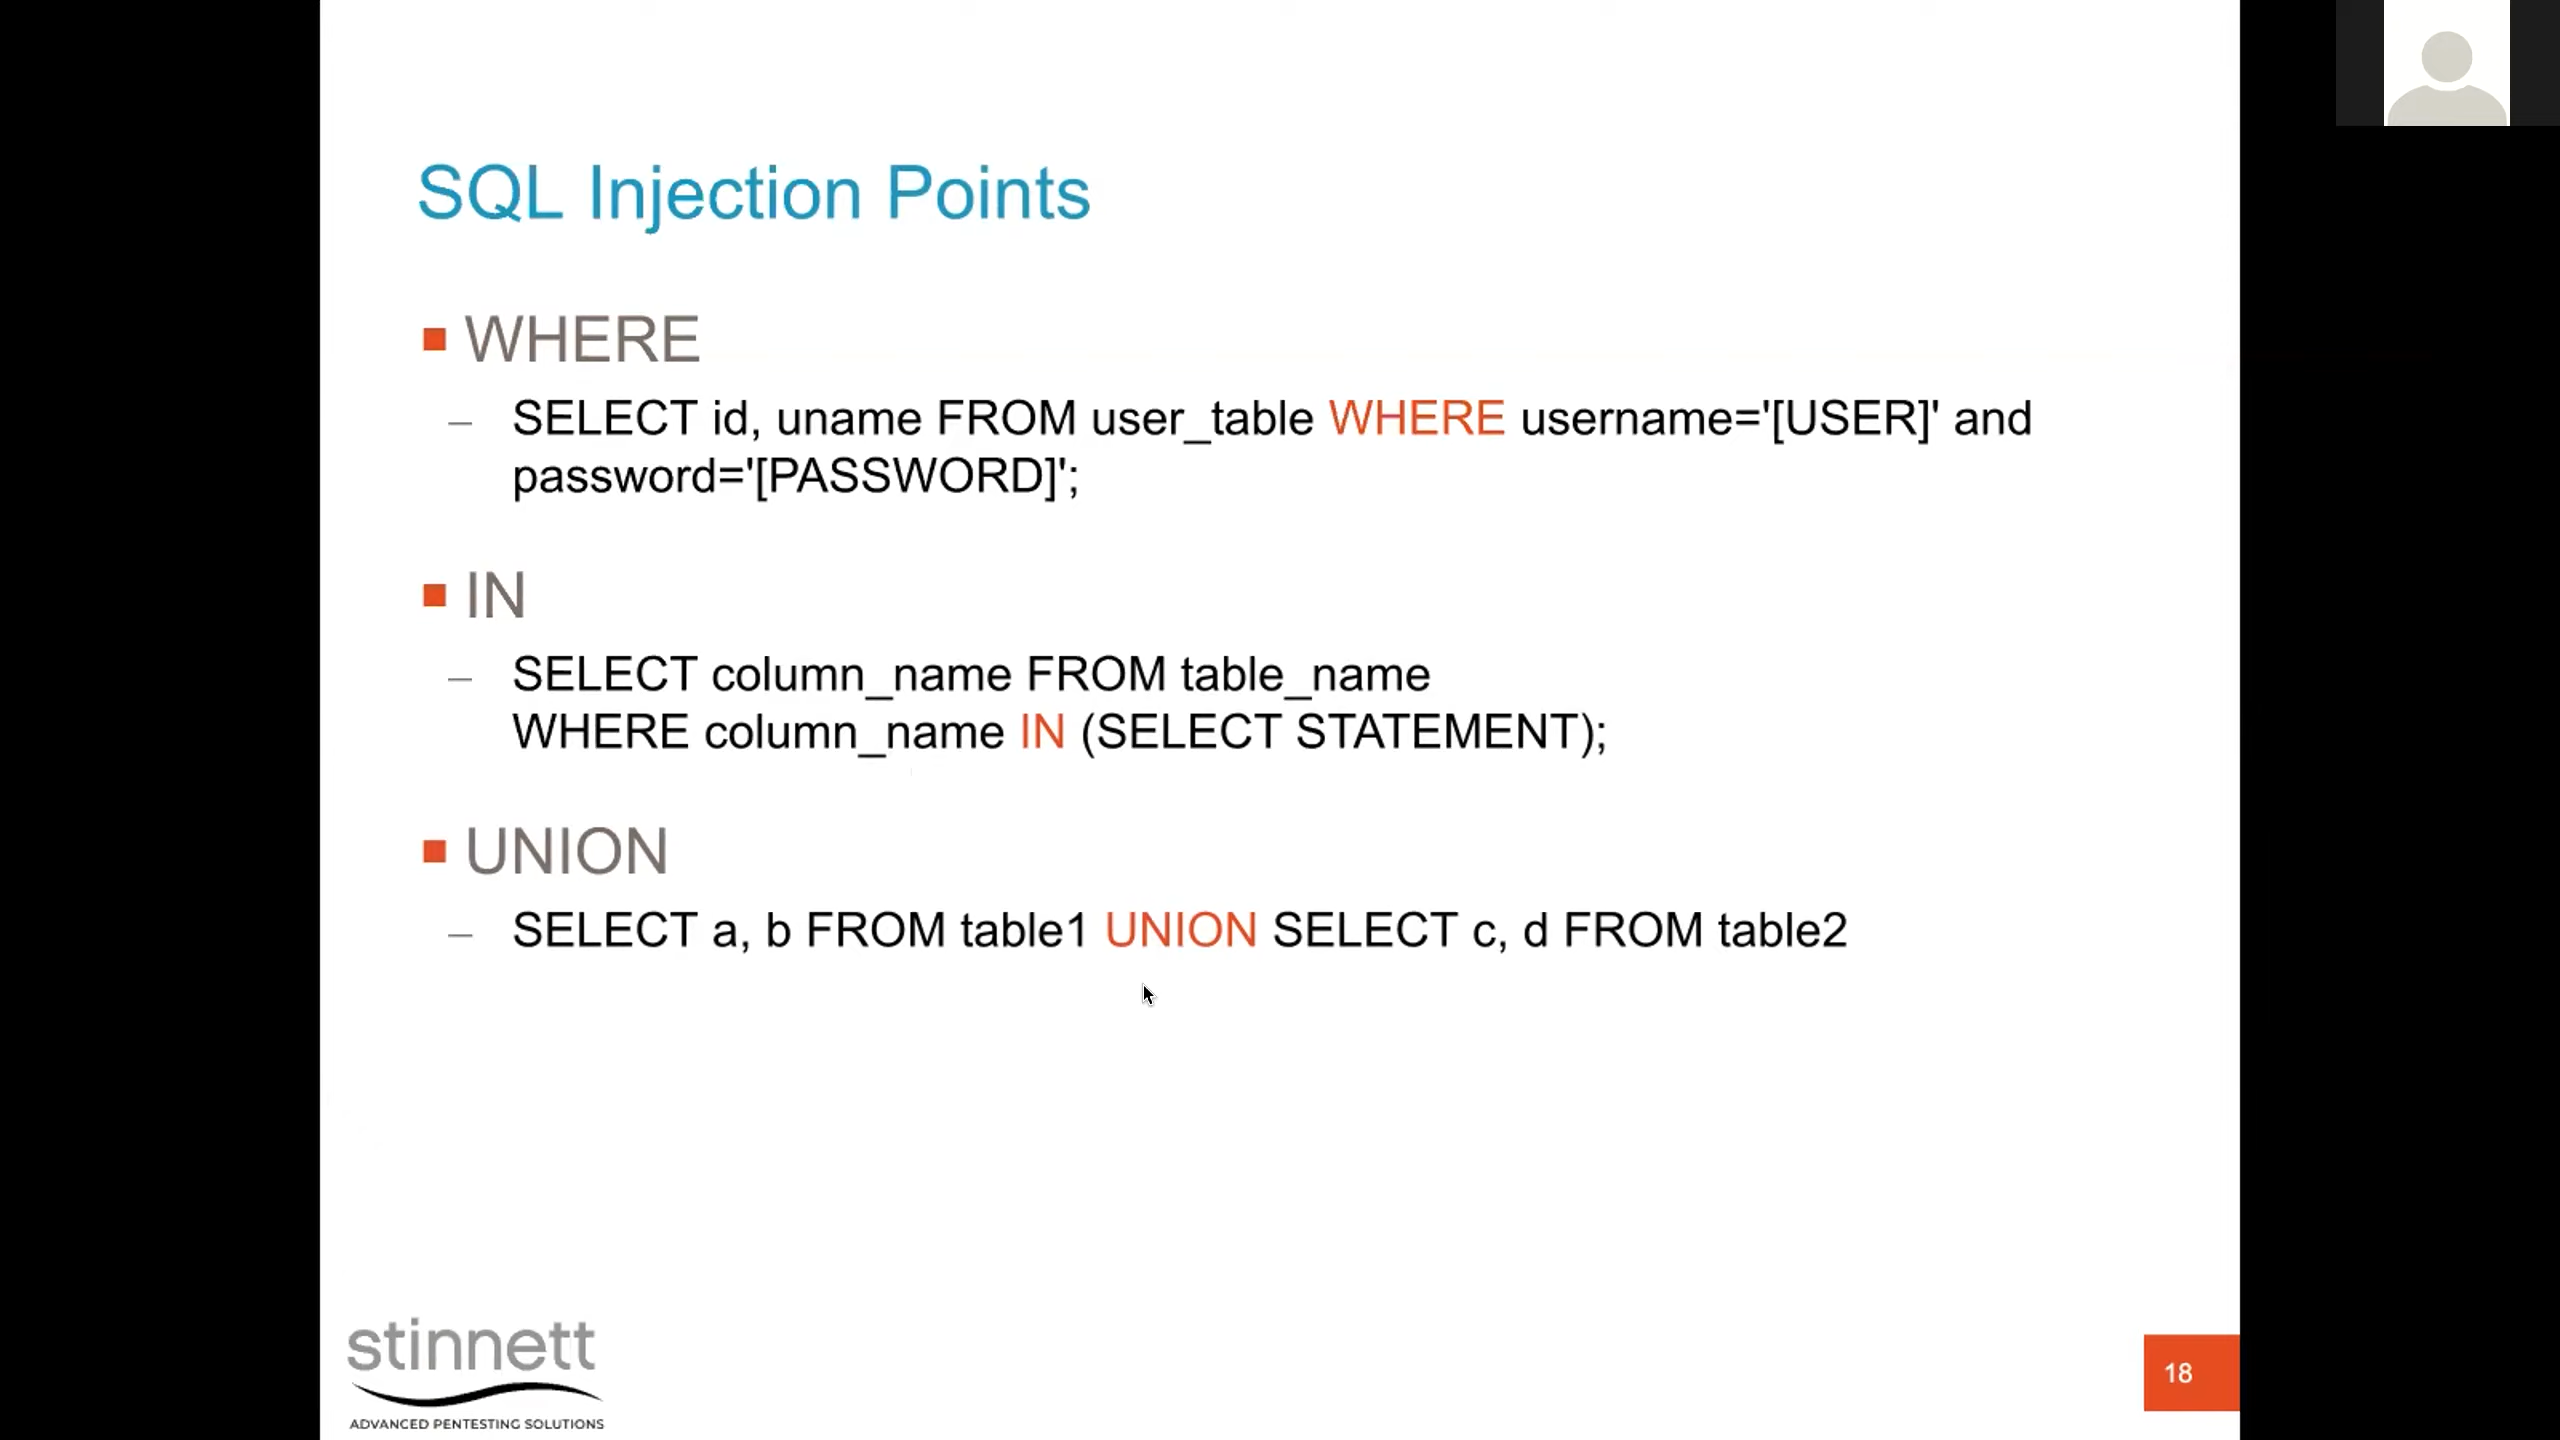 SQL Injection Points
WHERE
– SELECT id, uname FROM user_table WHERE username='[USER]' and
password='[PASSWORD]';
IN
– SELECT column_name FROM table_name
WHERE column_name IN (SELECT STATEMENT);
UNION
– SELECT a, b FROM table1 UNION SELECT c, d FROM table2
stinnett
ADVANCED PENTESTING SOLUTIONS
18